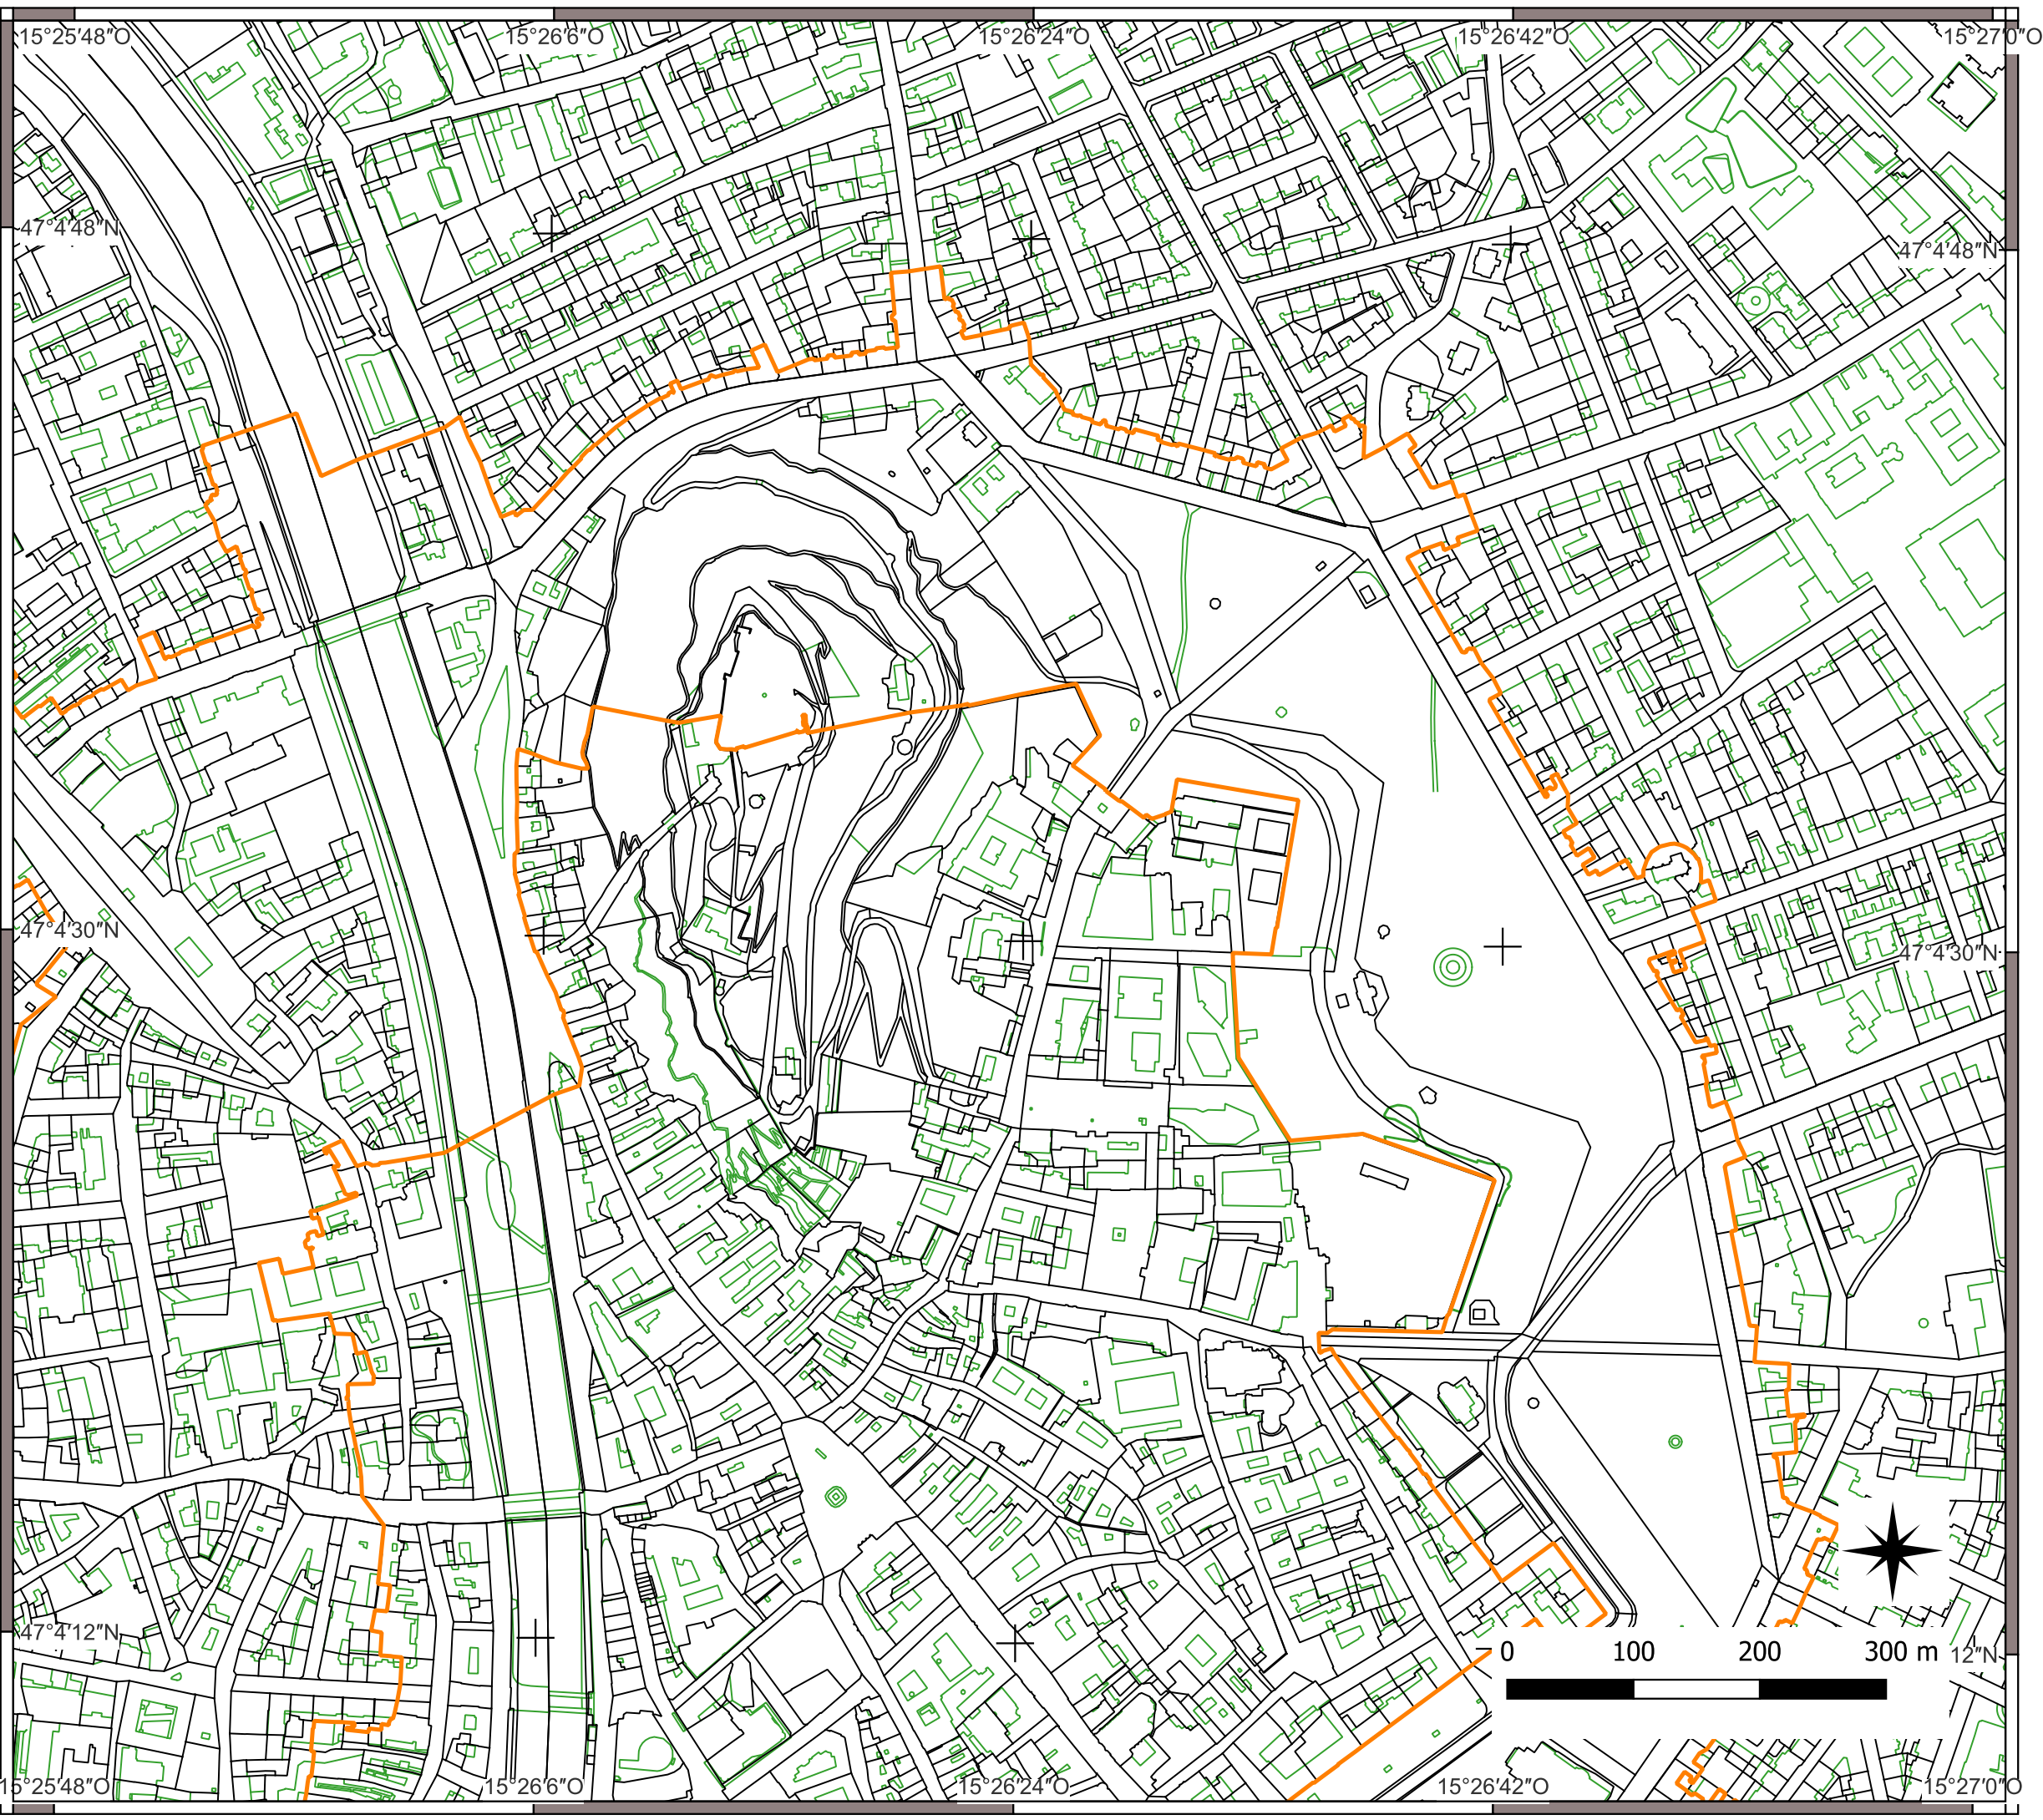 15°25′48″O 15°26′6″O 15°26′24″O 15°26′42″O 15°27′0″O
47°4′48″N 47°4′48″N
47°4′30″N 47°4′30″N
47°4′12″N 12″N
0 100 200 300 m
15°25′48″O 15°26′6″O 15°26′24″O 15°26′42″O 15°27′0″O